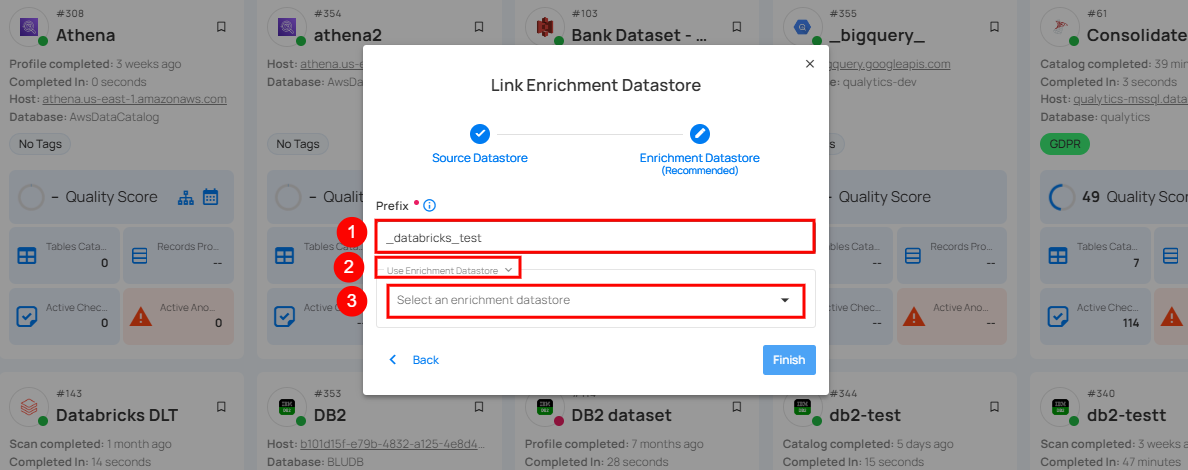 #308
Athena
Profile completed: 3 weeks ago
Completed In: 0 seconds
Host: athena.us-east-1.amazonaws.com
Database: AwsDataCatalog
No Tags
– Quality Score
Tables Cata...
0
Records Pro...
--
Active Chec...
0
Active Ano...
0
#354
athena2
Host: athena.us-e
Database: AwsDa
No Tags
–
Tables Cat
Active C
#103
Bank Dataset - ...
#355
_bigquery_
gquery.googleapis.com
qualytics-dev
Quality Score
Cata...
--
Records Pro...
--
ive Chec...
--
Active Ano...
--
#61
Consolidate
Catalog completed: 39 min
Completed In: 3 seconds
Host: qualytics-mssql.data
Database: qualytics
GDPR
49 Quality Score
Tables Cata...
7
Active Chec...
114
Link Enrichment Datastore
Source Datastore
Enrichment Datastore
(Recommended)
Prefix
1
_databricks_test
2
Use Enrichment Datastore
3
Select an enrichment datastore
Back
Finish
#143
Databricks DLT
Scan completed: 1 month ago
Completed In: 14 seconds
#353
DB2
Host: b101d15f-e79b-4832-a125-4e8d4...
Database: BLUDB
DB2 dataset
Profile completed: 7 months ago
Completed In: 28 seconds
#344
db2-test
Catalog completed: 5 days ago
Completed In: 15 seconds
#340
db2-testt
Scan completed: 3 weeks a
Completed In: 47 minutes